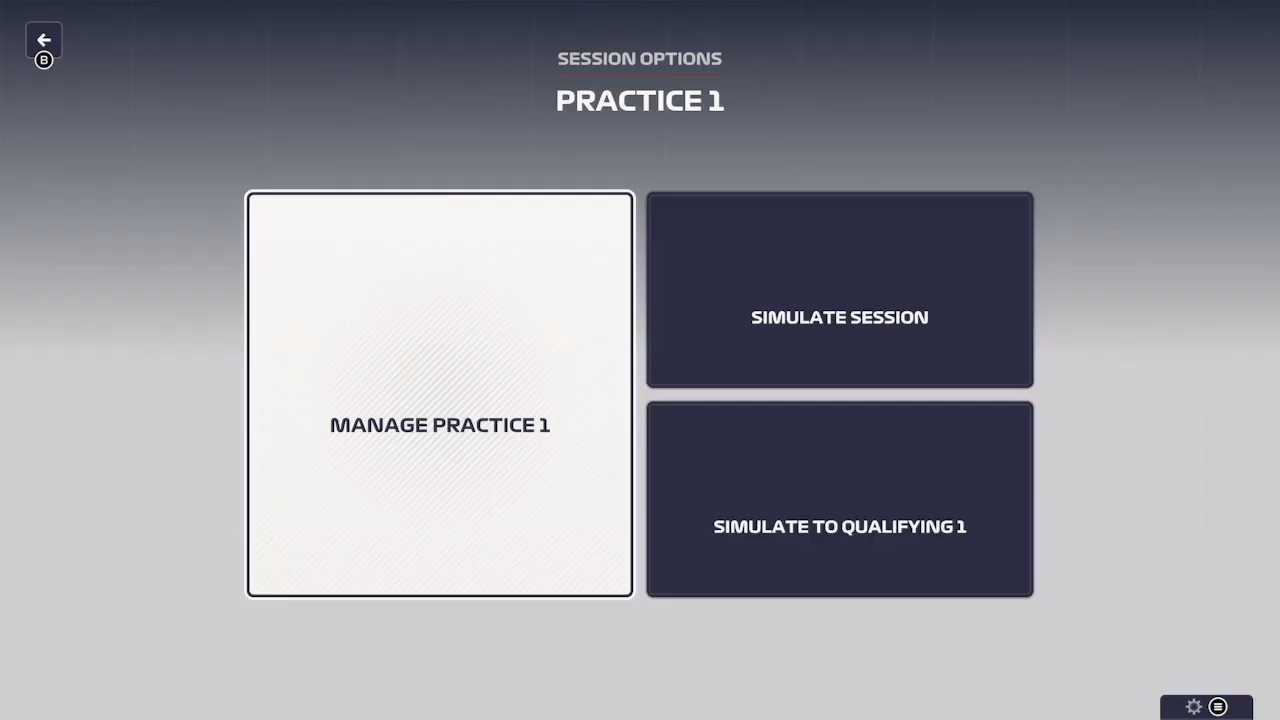 B
SESSION OPTIONS
PRACTICE 1
MANAGE PRACTICE 1
SIMULATE SESSION
SIMULATE TO QUALIFYING 1